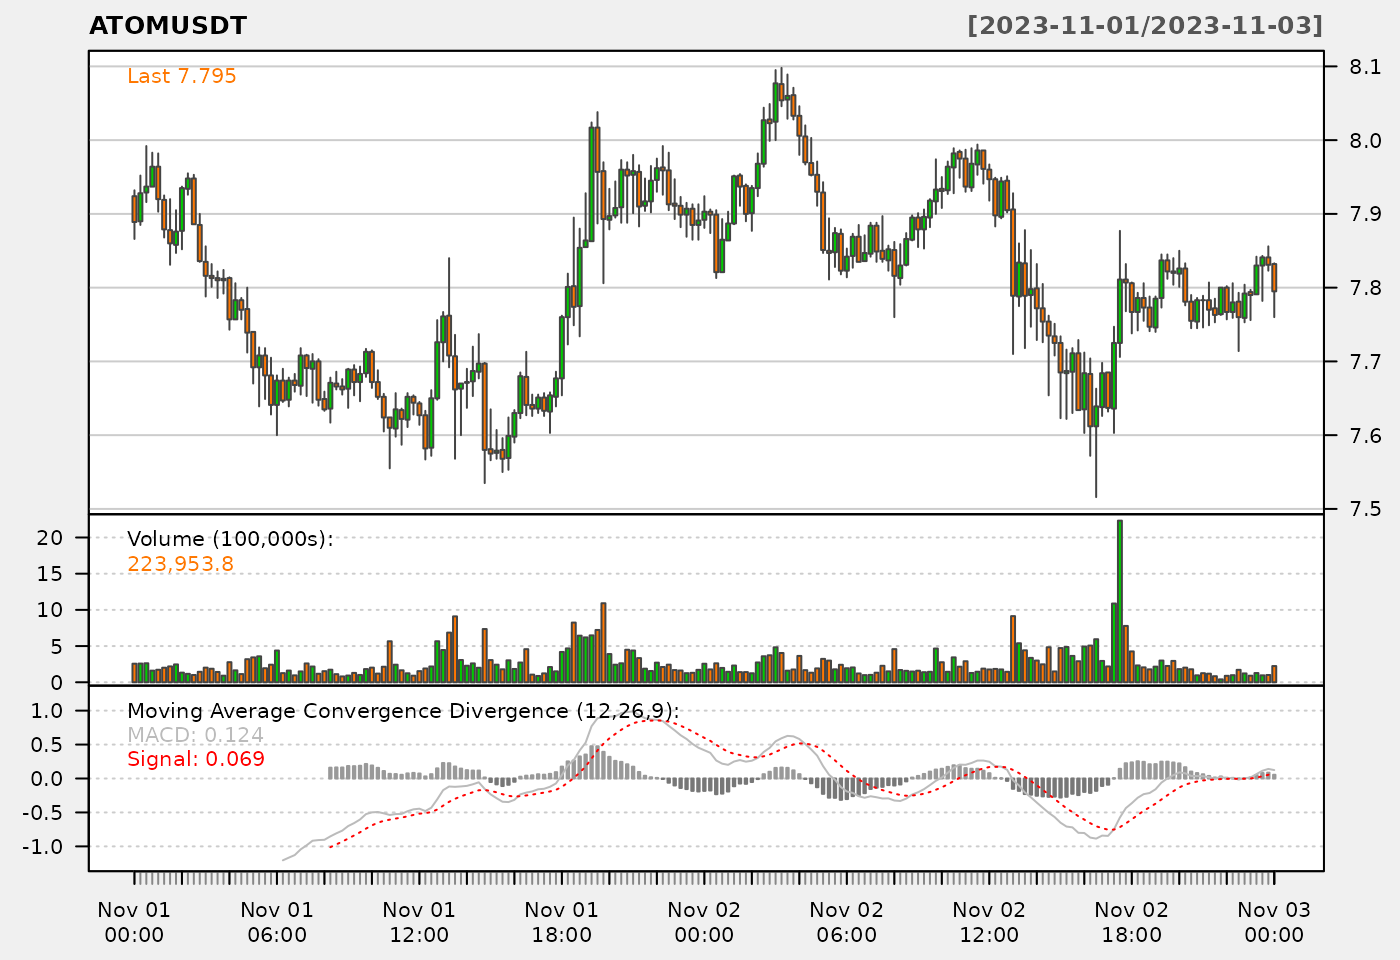 ATOMUSDT
[2023-11-01/2023-11-03]
Last 7.795
8.1
8.0
7.9
7.8
7.7
7.6
7.5
Volume (100,000s):
223,953.8
20
15
10
5
0
Moving Average Convergence Divergence (12,26,9):
MACD: 0.124
Signal: 0.069
1.0
0.5
0.0
-0.5
-1.0
Nov 01 00:00
Nov 01 06:00
Nov 01 12:00
Nov 01 18:00
Nov 02 00:00
Nov 02 06:00
Nov 02 12:00
Nov 02 18:00
Nov 03 00:00